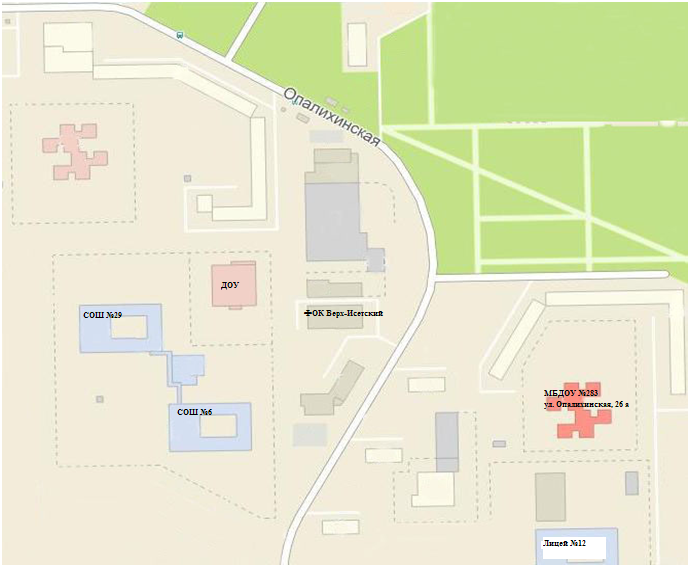 Опалихинская
ДОУ
СОШ №29
ФОК Верх-Исетский
МБДОУ №283
ул. Опалихинская, 26 а
СОШ №6
Лицей №12